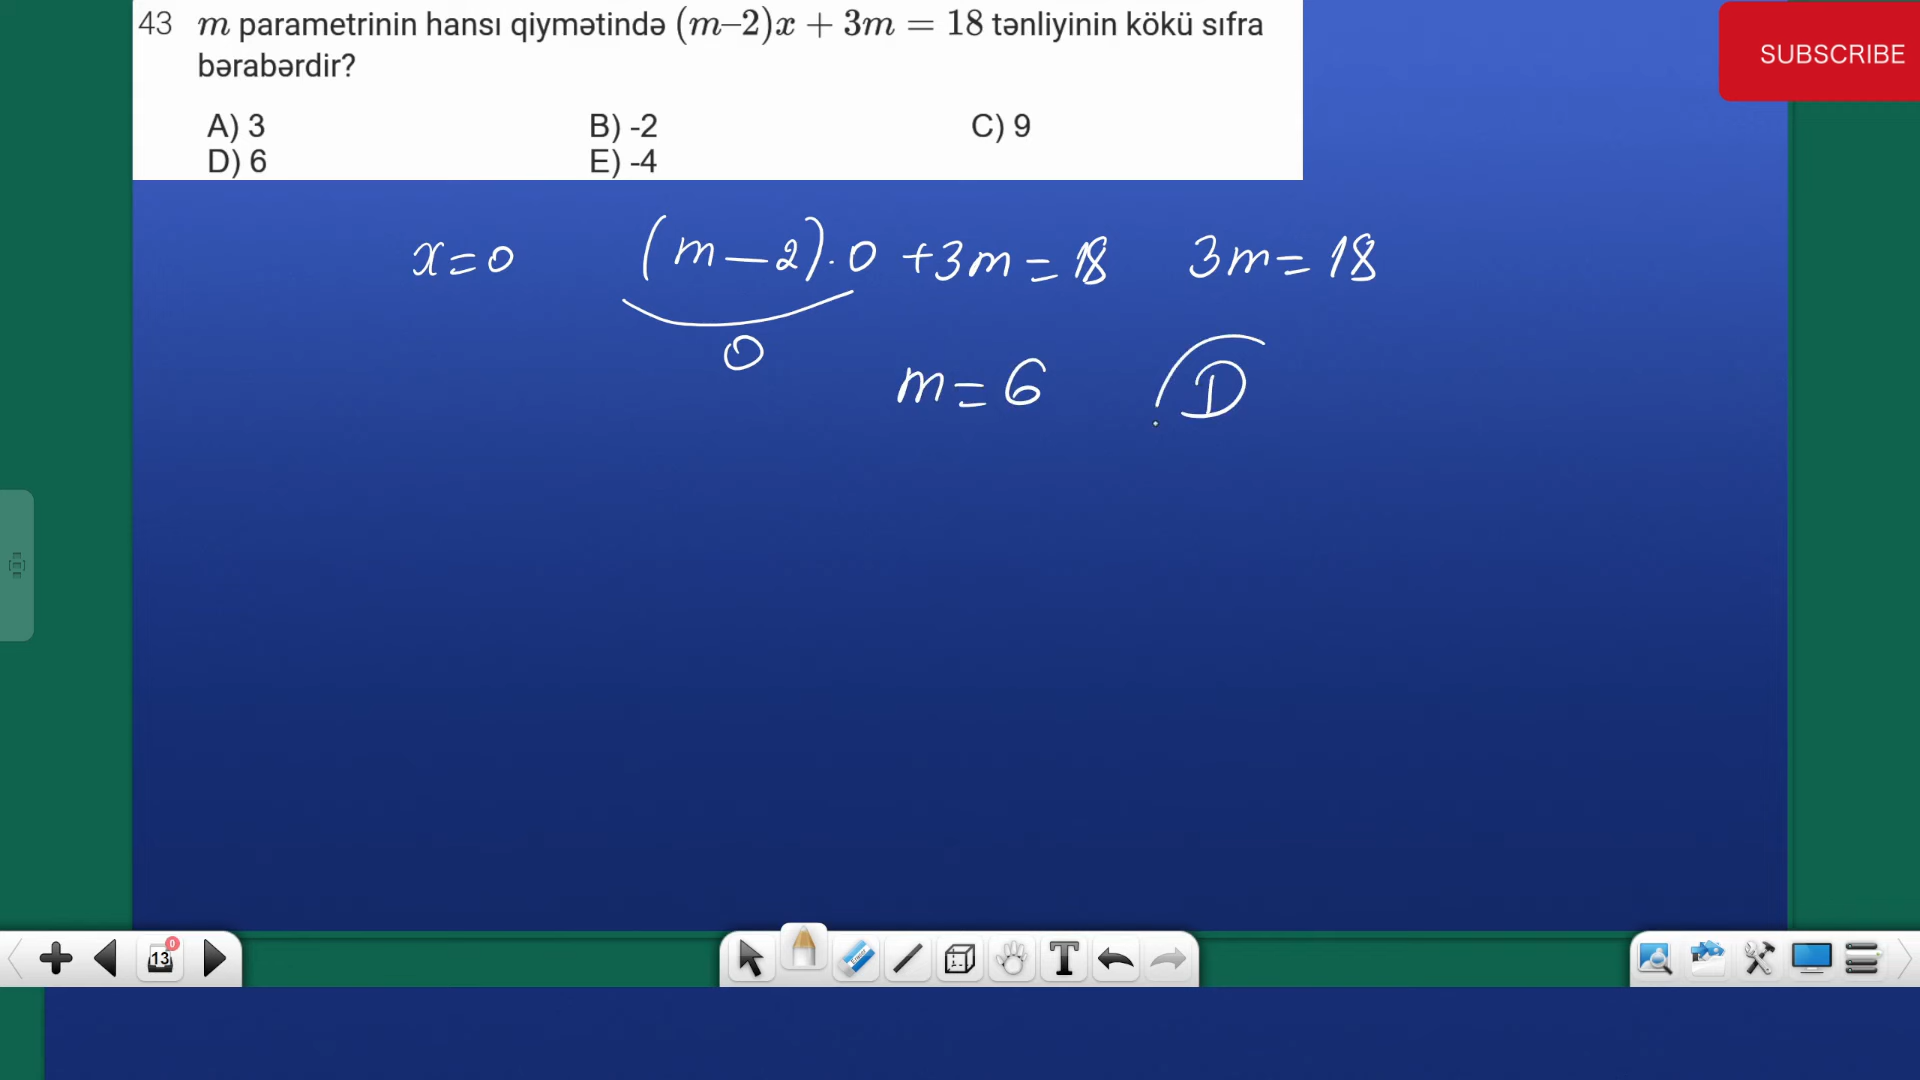 43 m parametrinin hansı qiymətində (m–2)x + 3m = 18 tənliyinin kökü sıfra
bərabərdir?
A) 3 B) -2 C) 9
D) 6 E) -4
SUBSCRIBE
x=0 (m—2)·0 +3m=18 3m=18
0
m=6 D
13 0
T